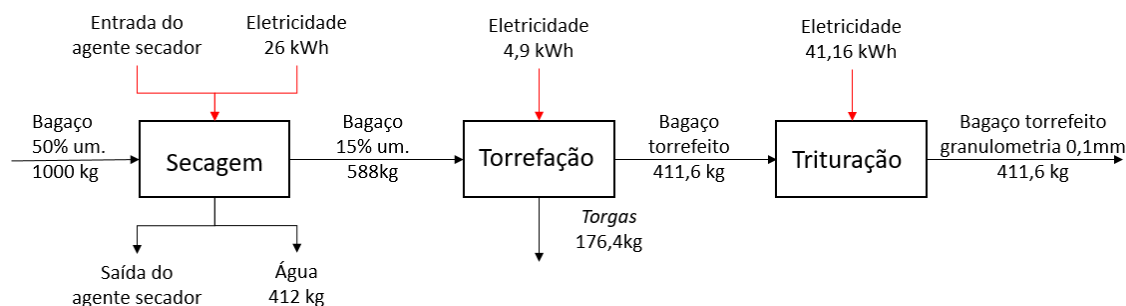 Entrada do
agente secador
Eletricidade
26 kWh
Eletricidade
4,9 kWh
Eletricidade
41,16 kWh
Bagaço
50% um.
1000 kg
Secagem
Bagaço
15% um.
588kg
Torrefação
Bagaço
torrefeito
411,6 kg
Trituração
Bagaço torrefeito
granulometria 0,1mm
411,6 kg
Torgas
176,4kg
Saída do
agente secador
Água
412 kg